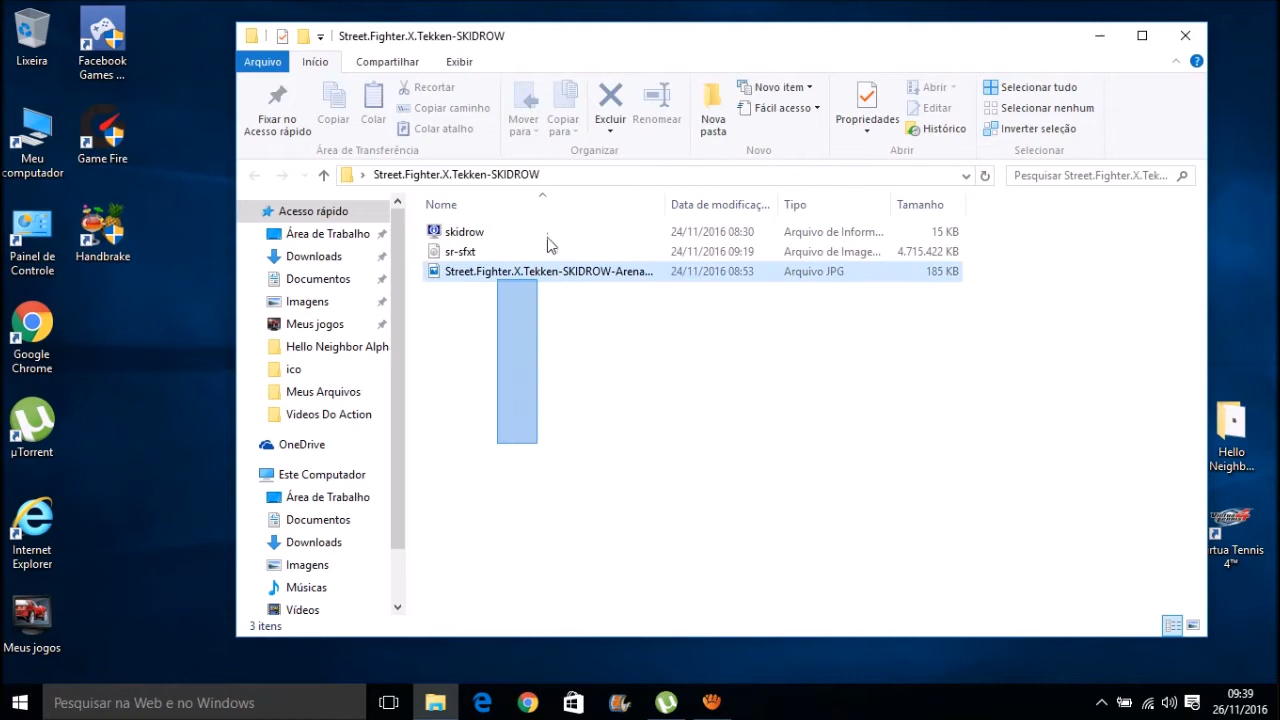 Lixeira
Facebook
Games ...
Meu
computador
Game Fire
Painel de
Controle
Handbrake
Google
Chrome
µTorrent
Internet
Explorer
Meus jogos
Street.Fighter.X.Tekken-SKIDROW
Arquivo
Início
Compartilhar
Exibir
Fixar no
Acesso rápido
Copiar
Colar
Recortar
Copiar caminho
Colar atalho
Área de Transferência
Mover
para
Copiar
para
Excluir
Renomear
Organizar
Nova
pasta
Novo item
Fácil acesso
Novo
Propriedades
Abrir
Editar
Histórico
Abrir
Selecionar tudo
Selecionar nenhum
Inverter seleção
Selecionar
Street.Fighter.X.Tekken-SKIDROW
Pesquisar Street.Fighter.X.Tek...
Acesso rápido
Área de Trabalho
Downloads
Documentos
Imagens
Meus jogos
Hello Neighbor Alph
ico
Meus Arquivos
Videos Do Action
OneDrive
Este Computador
Área de Trabalho
Documentos
Downloads
Imagens
Músicas
Vídeos
Nome Data de modificaç... Tipo Tamanho
skidrow 24/11/2016 08:30 Arquivo de Inform... 15 KB
sr-sfxt 24/11/2016 09:19 Arquivo de Image... 4.715.422 KB
Street.Fighter.X.Tekken-SKIDROW-Arena... 24/11/2016 08:53 Arquivo JPG 185 KB
3 itens
Hello
Neighb...
rtua Tennis
4™
Pesquisar na Web e no Windows
09:39
26/11/2016